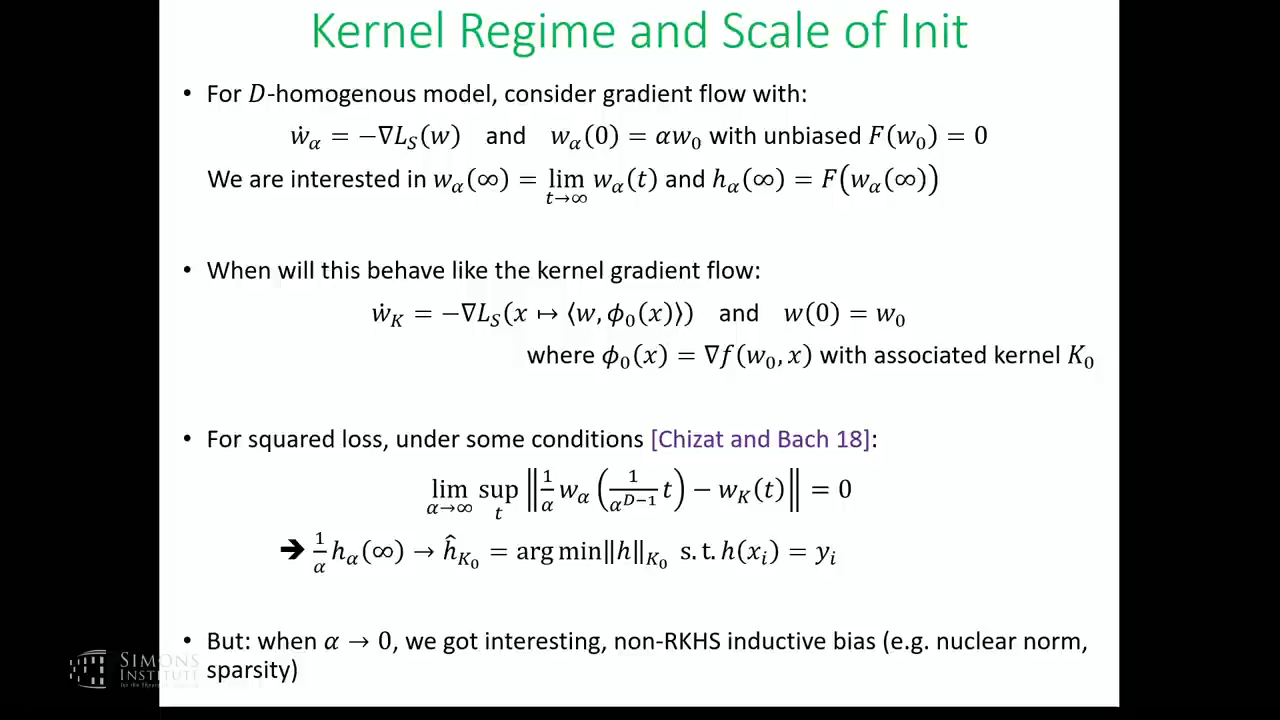 Kernel Regime and Scale of Init
• For D-homogenous model, consider gradient flow with:
ẇ_α = −∇L_S(w) and w_α(0) = αw_0 with unbiased F(w_0) = 0
We are interested in w_α(∞) = lim_{t→∞} w_α(t) and h_α(∞) = F(w_α(∞))
• When will this behave like the kernel gradient flow:
ẇ_K = −∇L_S(x ↦ ⟨w, ϕ_0(x)⟩) and w(0) = w_0
where ϕ_0(x) = ∇f(w_0, x) with associated kernel K_0
• For squared loss, under some conditions [Chizat and Bach 18]:
lim_{α→∞} sup_t ‖(1/α) w_α((1/α^{D−1}) t) − w_K(t)‖ = 0
➔ (1/α) h_α(∞) → ĥ_{K_0} = arg min‖h‖_{K_0} s.t. h(x_i) = y_i
• But: when α → 0, we got interesting, non-RKHS inductive bias (e.g. nuclear norm,
sparsity)
SIMONS
INSTITUTE